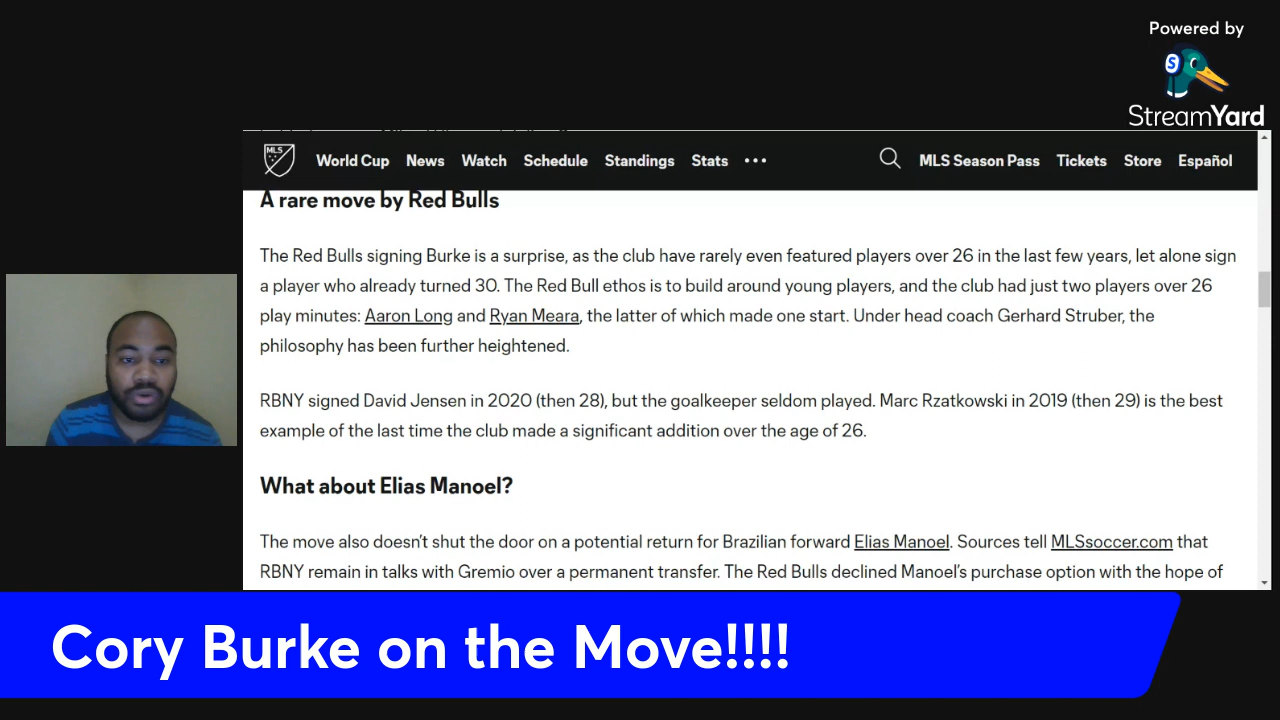 Powered by
StreamYard
MLS
World Cup News Watch Schedule Standings Stats ••• MLS Season Pass Tickets Store Español
A rare move by Red Bulls
The Red Bulls signing Burke is a surprise, as the club have rarely even featured players over 26 in the last few years, let alone sign
a player who already turned 30. The Red Bull ethos is to build around young players, and the club had just two players over 26
play minutes: Aaron Long and Ryan Meara, the latter of which made one start. Under head coach Gerhard Struber, the
philosophy has been further heightened.
RBNY signed David Jensen in 2020 (then 28), but the goalkeeper seldom played. Marc Rzatkowski in 2019 (then 29) is the best
example of the last time the club made a significant addition over the age of 26.
What about Elias Manoel?
The move also doesn’t shut the door on a potential return for Brazilian forward Elias Manoel. Sources tell MLSsoccer.com that
RBNY remain in talks with Gremio over a permanent transfer. The Red Bulls declined Manoel’s purchase option with the hope of
Cory Burke on the Move!!!!